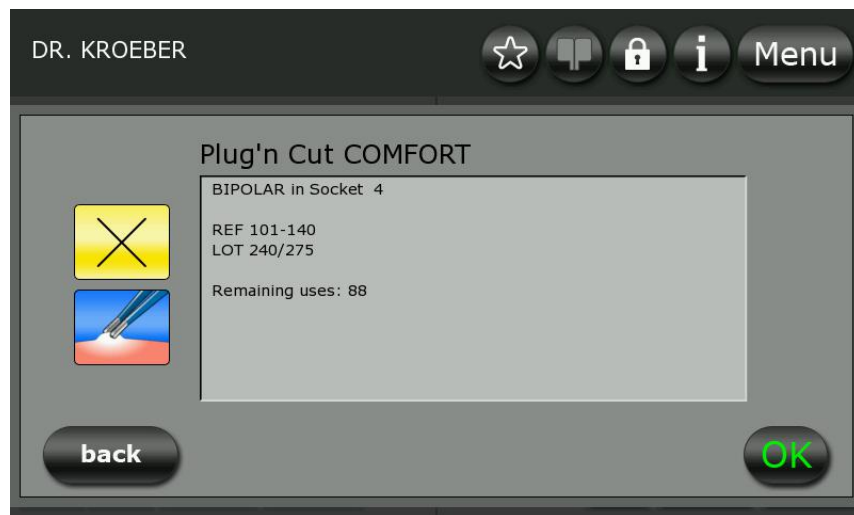 DR. KROEBER
i
Menu
Plug'n Cut COMFORT
BIPOLAR in Socket 4
REF 101-140
LOT 240/275
Remaining uses: 88
back
OK